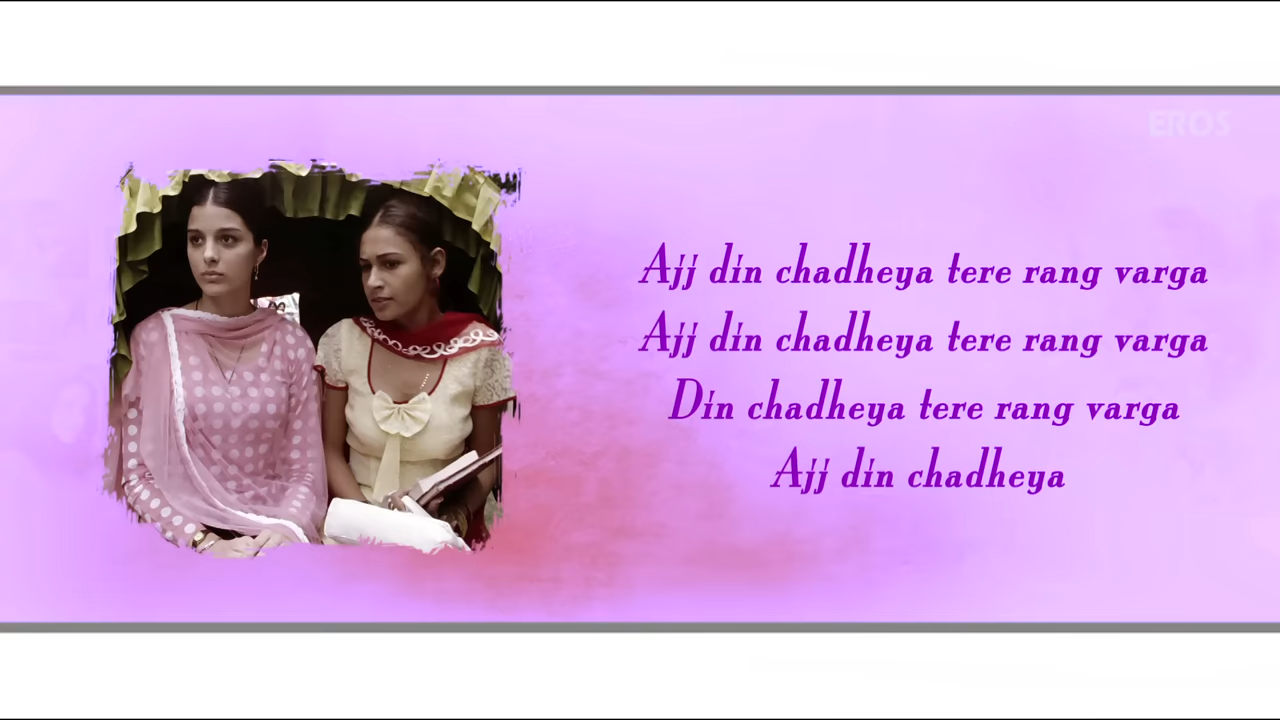 EROS
Ajj din chadheya tere rang varga
Ajj din chadheya tere rang varga
Din chadheya tere rang varga
Ajj din chadheya